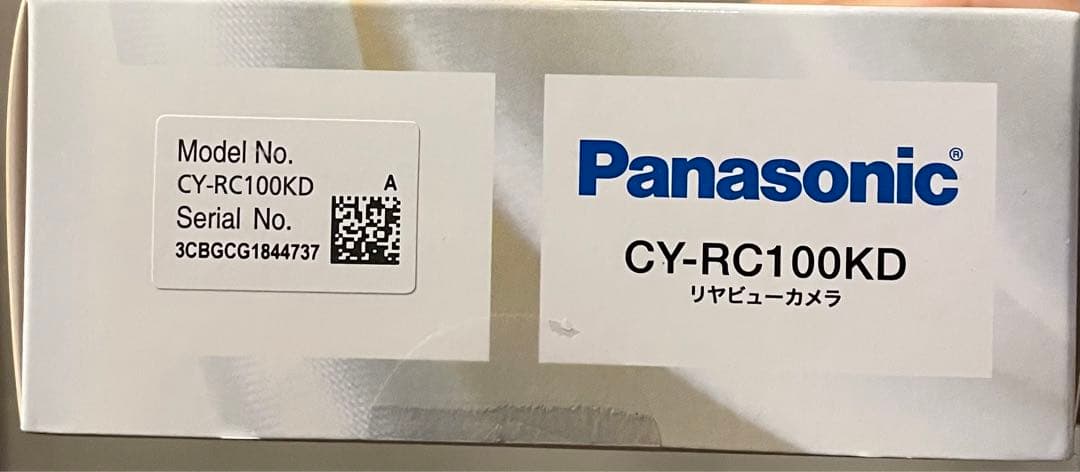 Model No.
CY-RC100KD
A
Serial No.
3CBGCG1844737
Panasonic®
CY-RC100KD
リヤビューカメラ